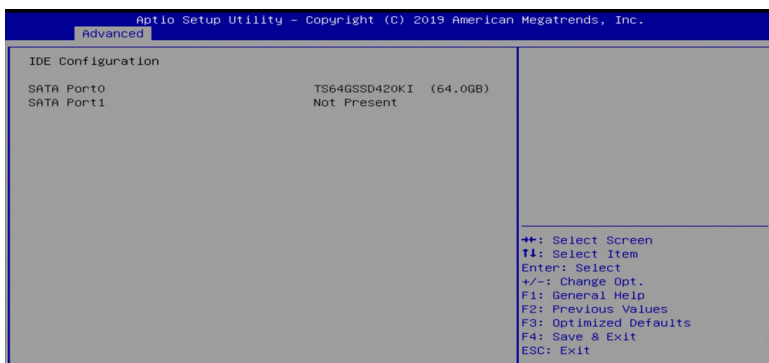 Aptio Setup Utility – Copyright (C) 2019 American Megatrends, Inc.
Advanced
IDE Configuration
SATA Port0 TS64GSSD420KI (64.0GB)
SATA Port1 Not Present
→←: Select Screen
↑↓: Select Item
Enter: Select
+/-: Change Opt.
F1: General Help
F2: Previous Values
F3: Optimized Defaults
F4: Save & Exit
ESC: Exit